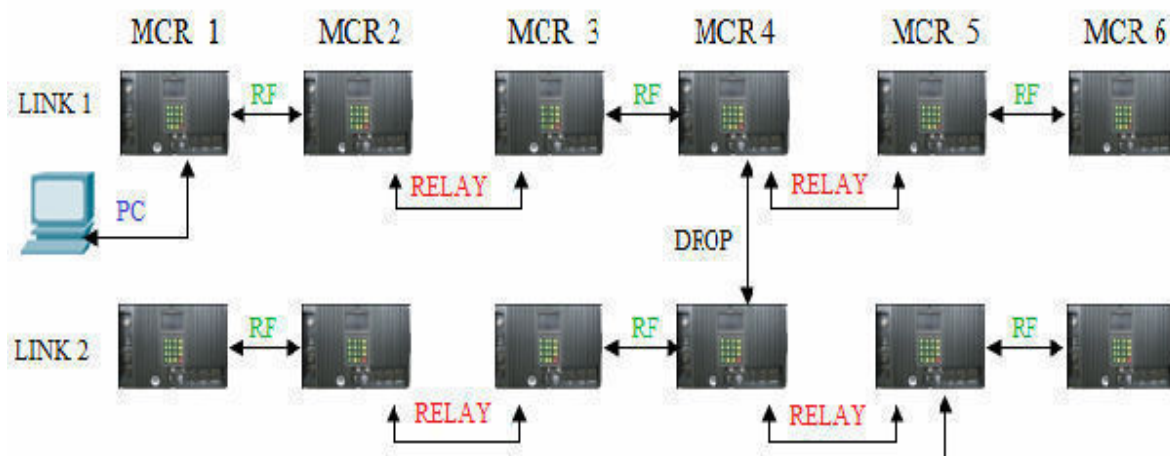 MCR 1 MCR 2 MCR 3 MCR 4 MCR 5 MCR 6
LINK 1 RF RF RF
RELAY RELAY
PC
DROP
LINK 2 RF RF RF
RELAY RELAY